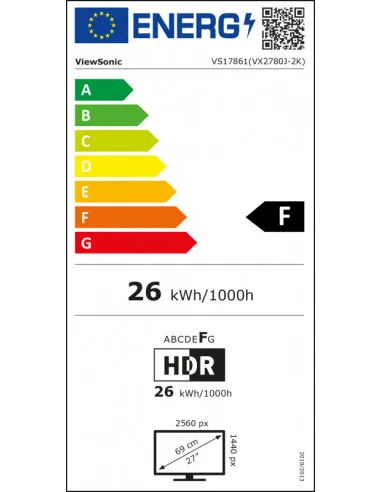 ENERG
ViewSonic VS17861(VX2780J-2K)
A
B
C
D
E
F F
G
26 kWh/1000h
ABCDEFG
HDR
26 kWh/1000h
2560 px
69 cm
27"
1440 px
2019/2013